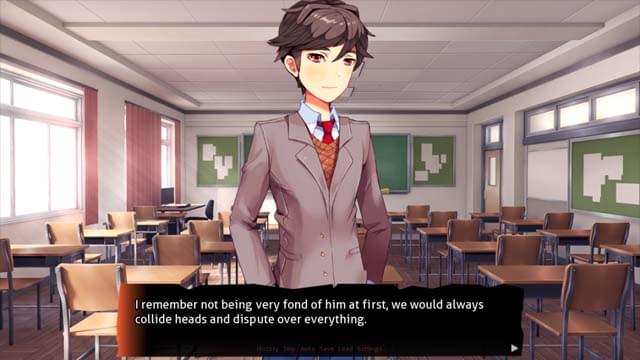 I remember not being very fond of him at first, we would always
collide heads and dispute over everything.
History Skip Auto Save Load Settings